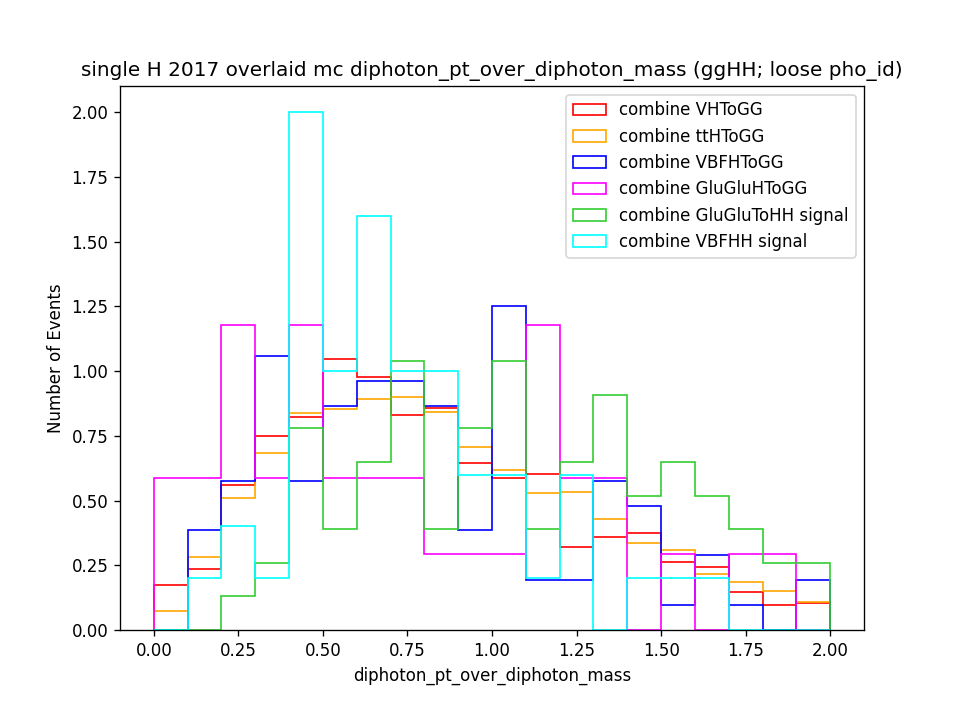 single H 2017 overlaid mc diphoton_pt_over_diphoton_mass (ggHH; loose pho_id)
combine VHToGG
combine ttHToGG
combine VBFHToGG
combine GluGluHToGG
combine GluGluToHH signal
combine VBFHH signal
Number of Events
2.00
1.75
1.50
1.25
1.00
0.75
0.50
0.25
0.00
0.00 0.25 0.50 0.75 1.00 1.25 1.50 1.75 2.00
diphoton_pt_over_diphoton_mass